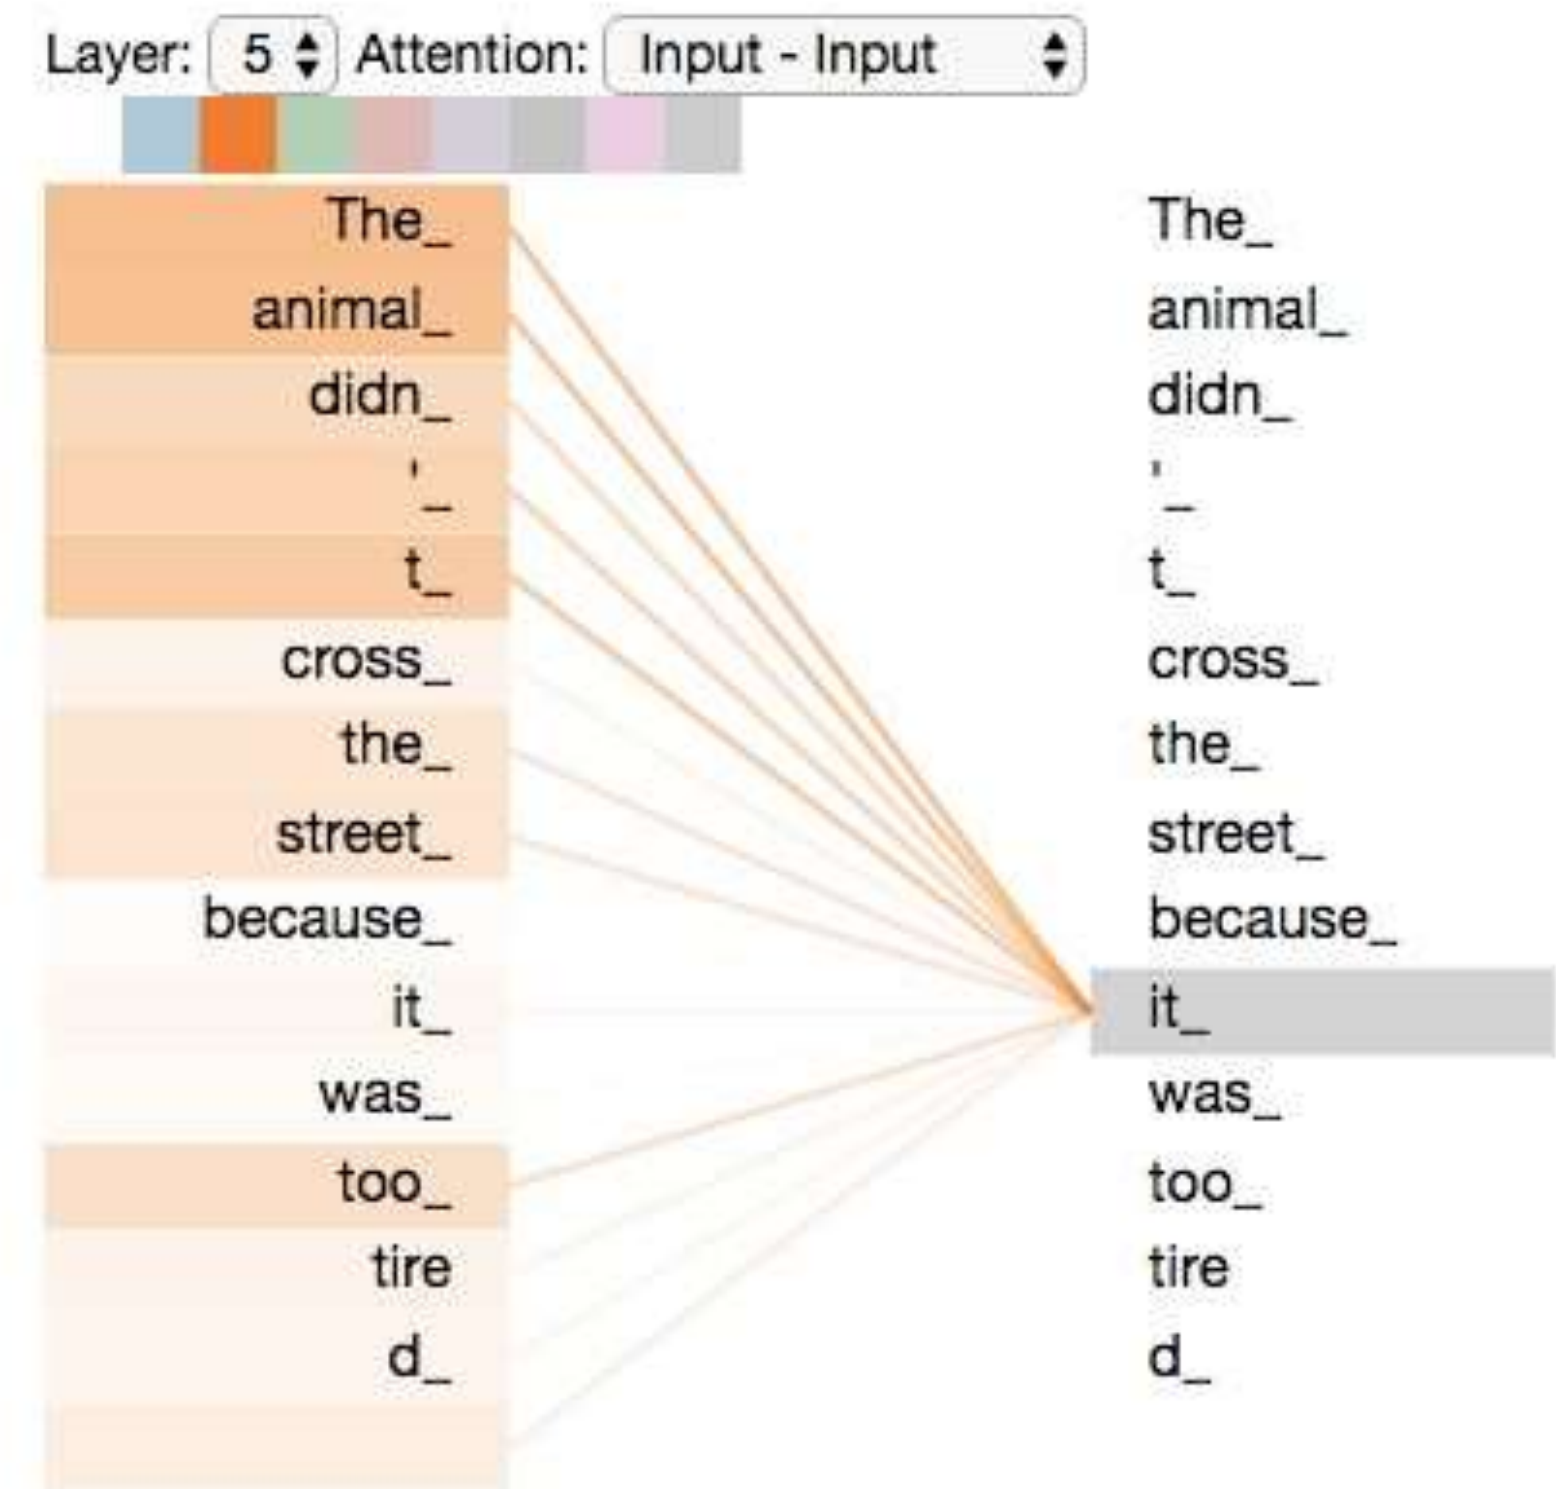 Layer: 5 Attention: Input - Input
The_ The_
animal_ animal_
didn_ didn_
'_ '_
t_ t_
cross_ cross_
the_ the_
street_ street_
because_ because_
it_ it_
was_ was_
too_ too_
tire tire
d_ d_